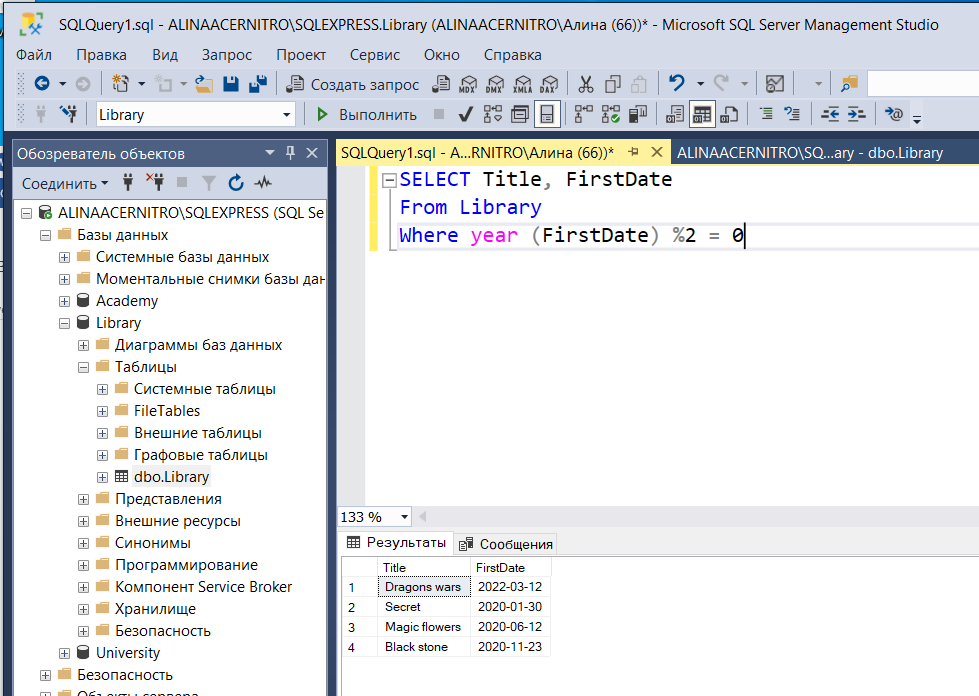 SQLQuery1.sql - ALINAACERNITRO\SQLEXPRESS.Library (ALINAACERNITRO\Алина (66))* - Microsoft SQL Server Management Studio
Файл Правка Вид Запрос Проект Сервис Окно Справка
Создать запрос MDX DMX XMLA DAX
Library Выполнить
Обозреватель объектов
SQLQuery1.sql - A...RNITRO\Алина (66))* ALINAACERNITRO\SQ...ary - dbo.Library
Соединить
ALINAACERNITRO\SQLEXPRESS (SQL Se
Базы данных
Системные базы данных
Моментальные снимки базы дан
Academy
Library
Диаграммы баз данных
Таблицы
Системные таблицы
FileTables
Внешние таблицы
Графовые таблицы
dbo.Library
Представления
Внешние ресурсы
Синонимы
Программирование
Компонент Service Broker
Хранилище
Безопасность
University
Безопасность
Объекты сервера
SELECT Title, FirstDate
From Library
Where year (FirstDate) %2 = 0
133 %
Результаты Сообщения
Title FirstDate
1 Dragons wars 2022-03-12
2 Secret 2020-01-30
3 Magic flowers 2020-06-12
4 Black stone 2020-11-23